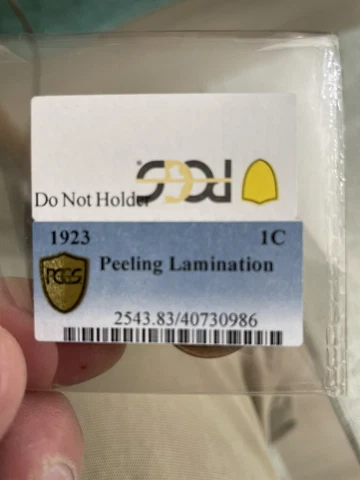 PCGS
Do Not Holder
1923 1C
PCGS Peeling Lamination
2543.83/40730986